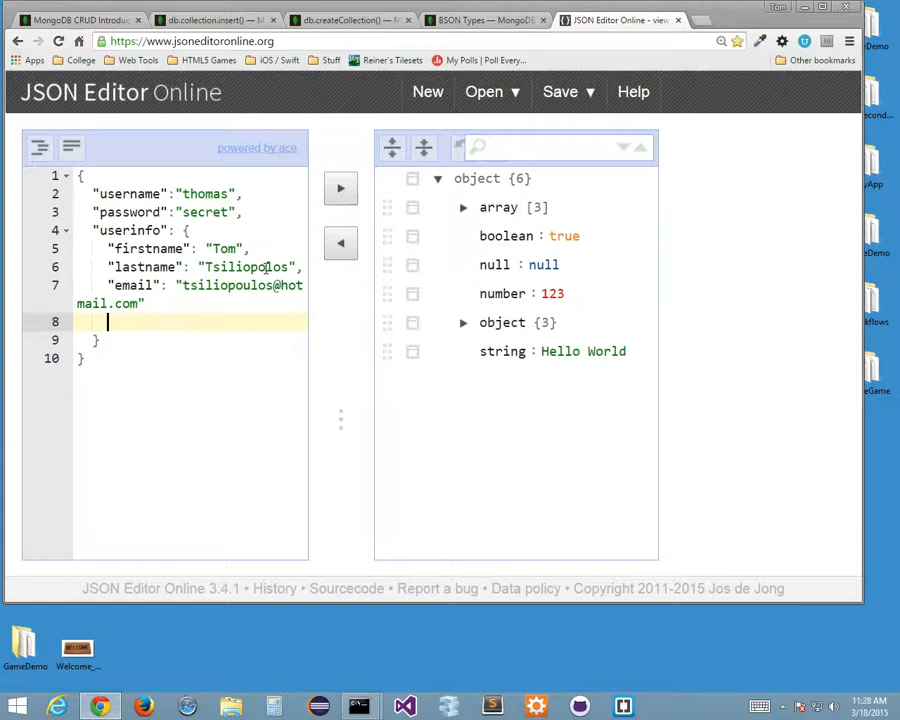 Tom
MongoDB CRUD Introduc
db.collection.insert() — M
db.createCollection() — M
BSON Types — MongoDB
JSON Editor Online - view
https://www.jsoneditoronline.org
Apps College Web Tools HTML5 Games iOS / Swift Stuff Reiner's Tilesets My Polls | Poll Every... Other bookmarks
JSON Editor Online New Open ▼ Save ▼ Help
powered by ace
1 {
2 "username":"thomas",
3 "password":"secret",
4 "userinfo": {
5 "firstname": "Tom",
6 "lastname": "Tsiliopolos",
7 "email": "tsiliopoulos@hot
mail.com"
8
9 }
10 }
object {6}
array [3]
boolean : true
null : null
number : 123
object {3}
string : Hello World
JSON Editor Online 3.4.1 • History • Sourcecode • Report a bug • Data policy • Copyright 2011-2015 Jos de Jong
GameDemo
Welcome_...
11:28 AM
3/18/2015